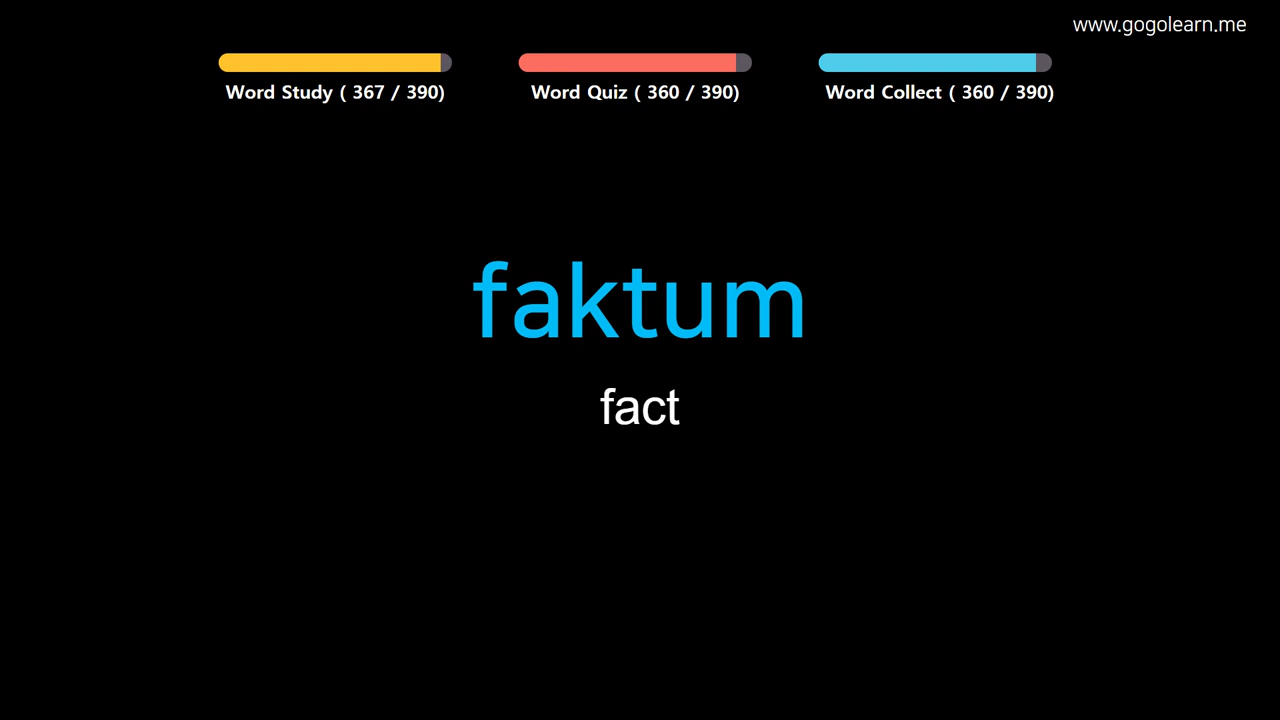 www.gogolearn.me
Word Study ( 367 / 390)
Word Quiz ( 360 / 390)
Word Collect ( 360 / 390)
faktum
fact